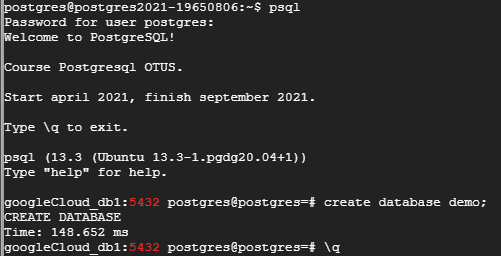 postgres@postgres2021-19650806:~$ psql
Password for user postgres:
Welcome to PostgreSQL!
Course Postgresql OTUS.
Start april 2021, finish september 2021.
Type \q to exit.
psql (13.3 (Ubuntu 13.3-1.pgdg20.04+1))
Type "help" for help.
googleCloud_db1:5432 postgres@postgres=# create database demo;
CREATE DATABASE
Time: 148.652 ms
googleCloud_db1:5432 postgres@postgres=# \q